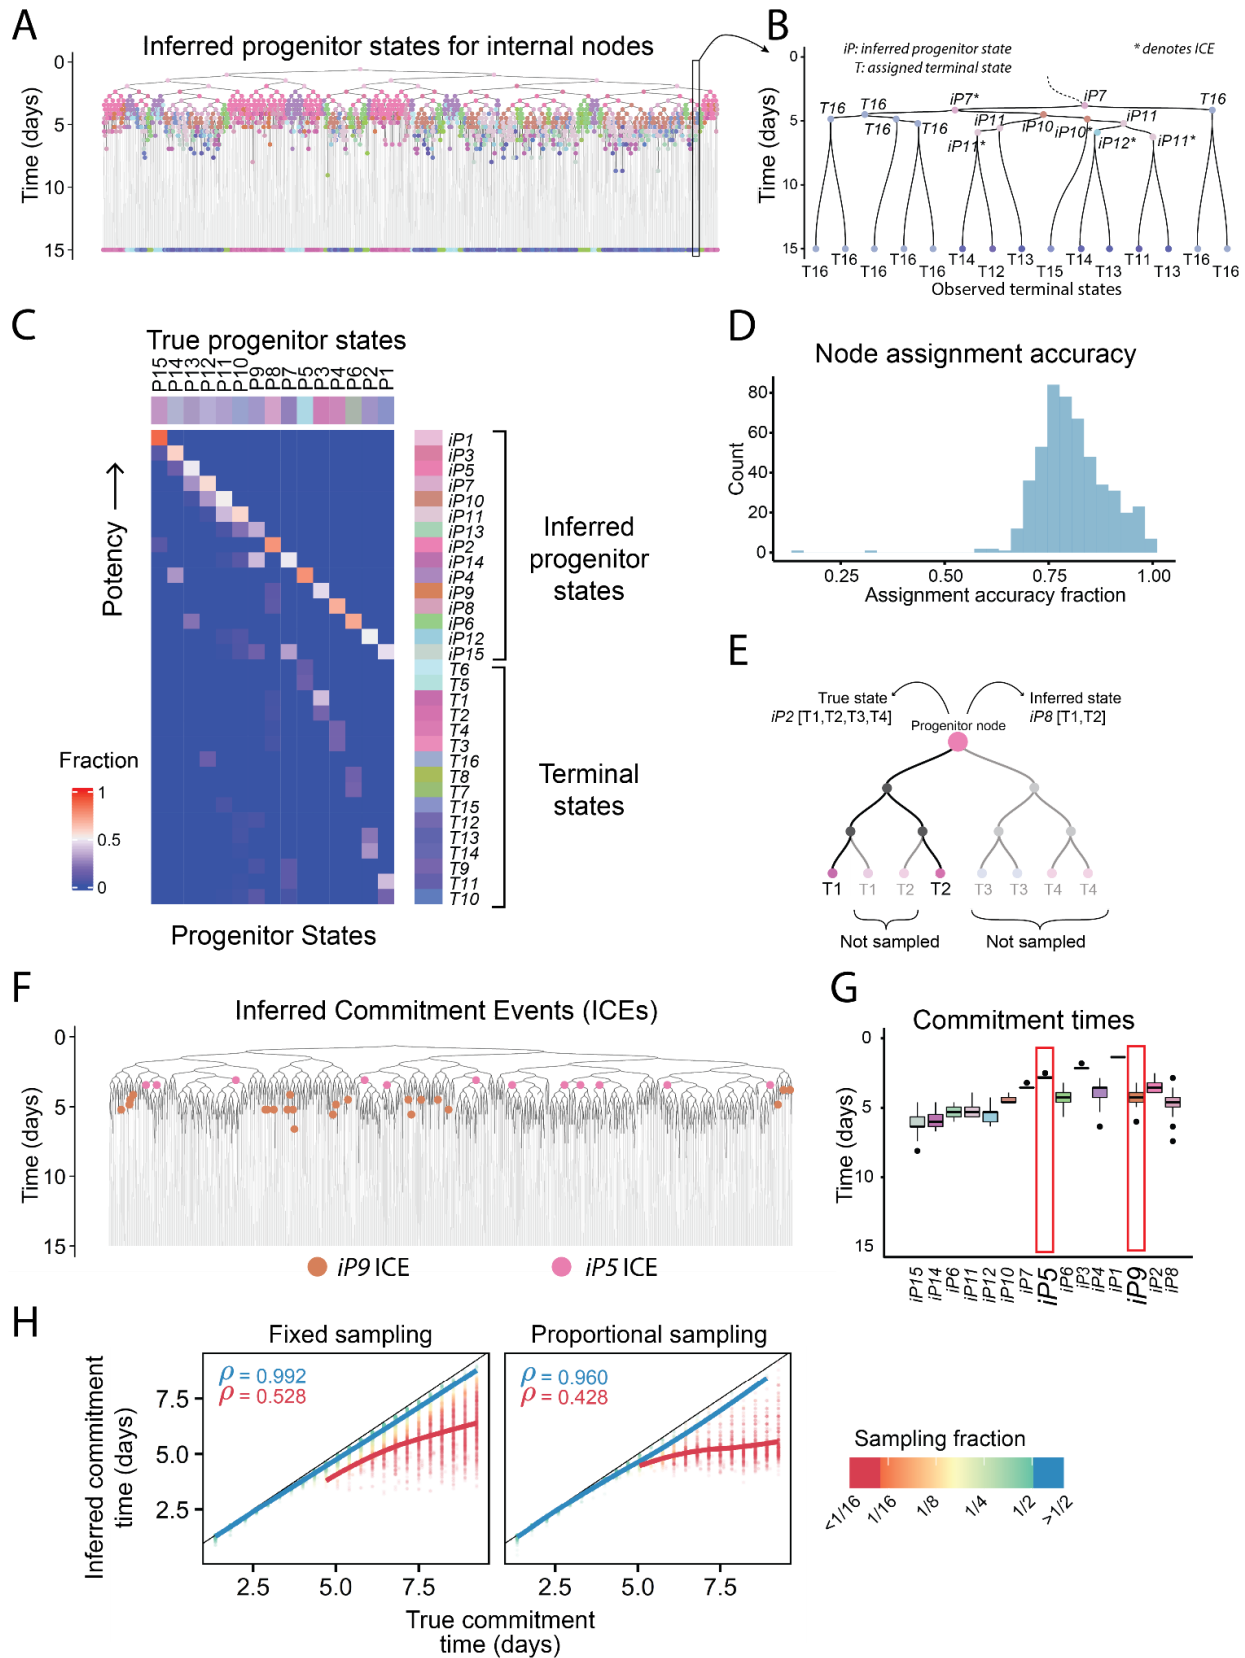 A
Inferred progenitor states for internal nodes
Time (days)
0
5
10
15
B
iP: inferred progenitor state
T: assigned terminal state
* denotes ICE
Time (days)
0
5
10
15
iP7
iP7*
T16
T16
T16
T16
T16
iP11
iP10
iP10*
iP11
iP11*
iP12*
iP11*
T16 T16 T14 T13 T14 T11 T16
T16 T16 T16 T12 T15 T13 T13 T16
Observed terminal states
C
True progenitor states
P15 P14 P13 P12 P11 P10 P9 P8 P7 P5 P3 P4 P6 P2 P1
Potency
iP1
iP3
iP5
iP7
iP10
iP11
iP13
iP2
iP14
iP4
iP9
iP8
iP6
iP12
iP15
T6
T5
T1
T2
T4
T3
T16
T8
T7
T15
T12
T13
T14
T9
T11
T10
Inferred
progenitor
states
Terminal
states
Fraction
1
0.5
0
Progenitor States
D
Node assignment accuracy
Count
80
60
40
20
0
0.25 0.50 0.75 1.00
Assignment accuracy fraction
E
True state
iP2 [T1,T2,T3,T4]
Inferred state
iP8 [T1,T2]
Progenitor node
T1 T1 T2 T2 T3 T3 T4 T4
Not sampled Not sampled
F
Inferred Commitment Events (ICEs)
Time (days)
0
5
10
15
iP9 ICE iP5 ICE
G
Commitment times
Time (days)
0
5
10
15
iP15 iP14 iP6 iP11 iP12 iP10 iP7 iP5 iP6 iP3 iP4 iP1 iP9 iP2 iP8
H
Fixed sampling Proportional sampling
ρ = 0.992
ρ = 0.528
ρ = 0.960
ρ = 0.428
Inferred commitment
time (days)
7.5
5.0
2.5
2.5 5.0 7.5 2.5 5.0 7.5
True commitment
time (days)
Sampling fraction
<1/16 1/16 1/8 1/4 1/2 >1/2